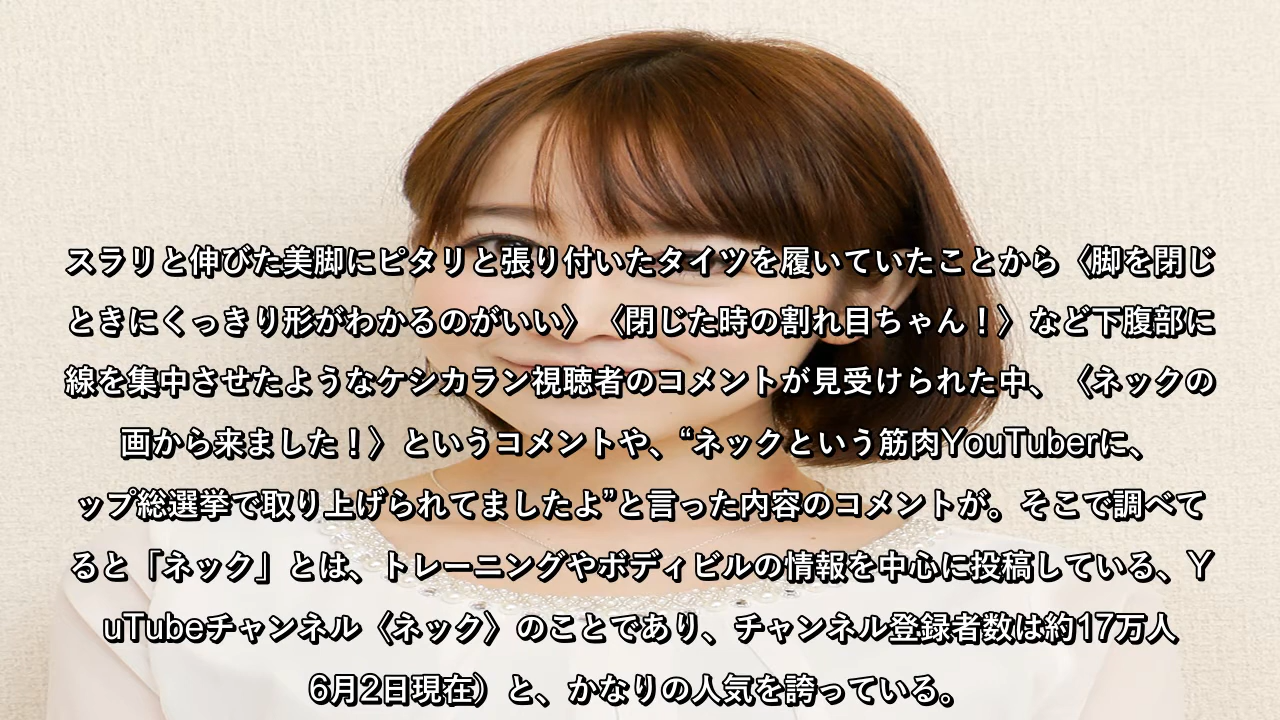 スラリと伸びた美脚にピタリと張り付いたタイツを履いていたことから〈脚を閉じ
ときにくっきり形がわかるのがいい〉〈閉じた時の割れ目ちゃん！〉など下腹部に
線を集中させたようなケシカラン視聴者のコメントが見受けられた中、〈ネックの
画から来ました！〉というコメントや、“ネックという筋肉YouTuberに、
ップ総選挙で取り上げられてましたよ”と言った内容のコメントが。そこで調べて
ると「ネック」とは、トレーニングやボディビルの情報を中心に投稿している、Y
uTubeチャンネル〈ネック〉のことであり、チャンネル登録者数は約17万人
6月2日現在）と、かなりの人気を誇っている。